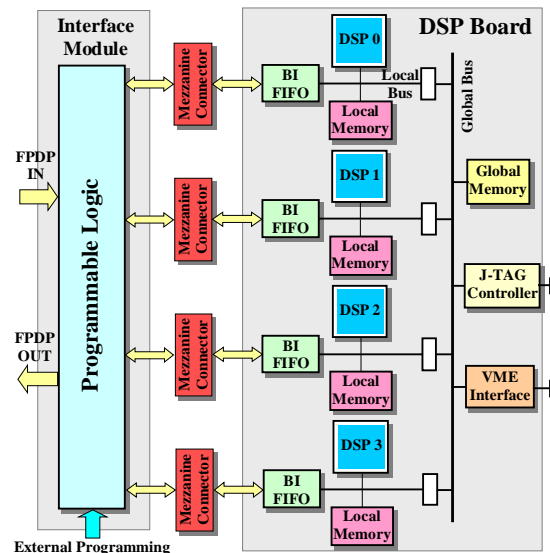 Interface
Module
DSP Board
FPDP
IN
Programmable Logic
FPDP
OUT
External Programming
Mezzanine
Connector
BI
FIFO
DSP 0
Local
Bus
Local
Memory
Global Bus
Mezzanine
Connector
BI
FIFO
DSP 1
Local
Memory
Global
Memory
J-TAG
Controller
Mezzanine
Connector
BI
FIFO
DSP 2
Local
Memory
VME
Interface
Mezzanine
Connector
BI
FIFO
DSP 3
Local
Memory